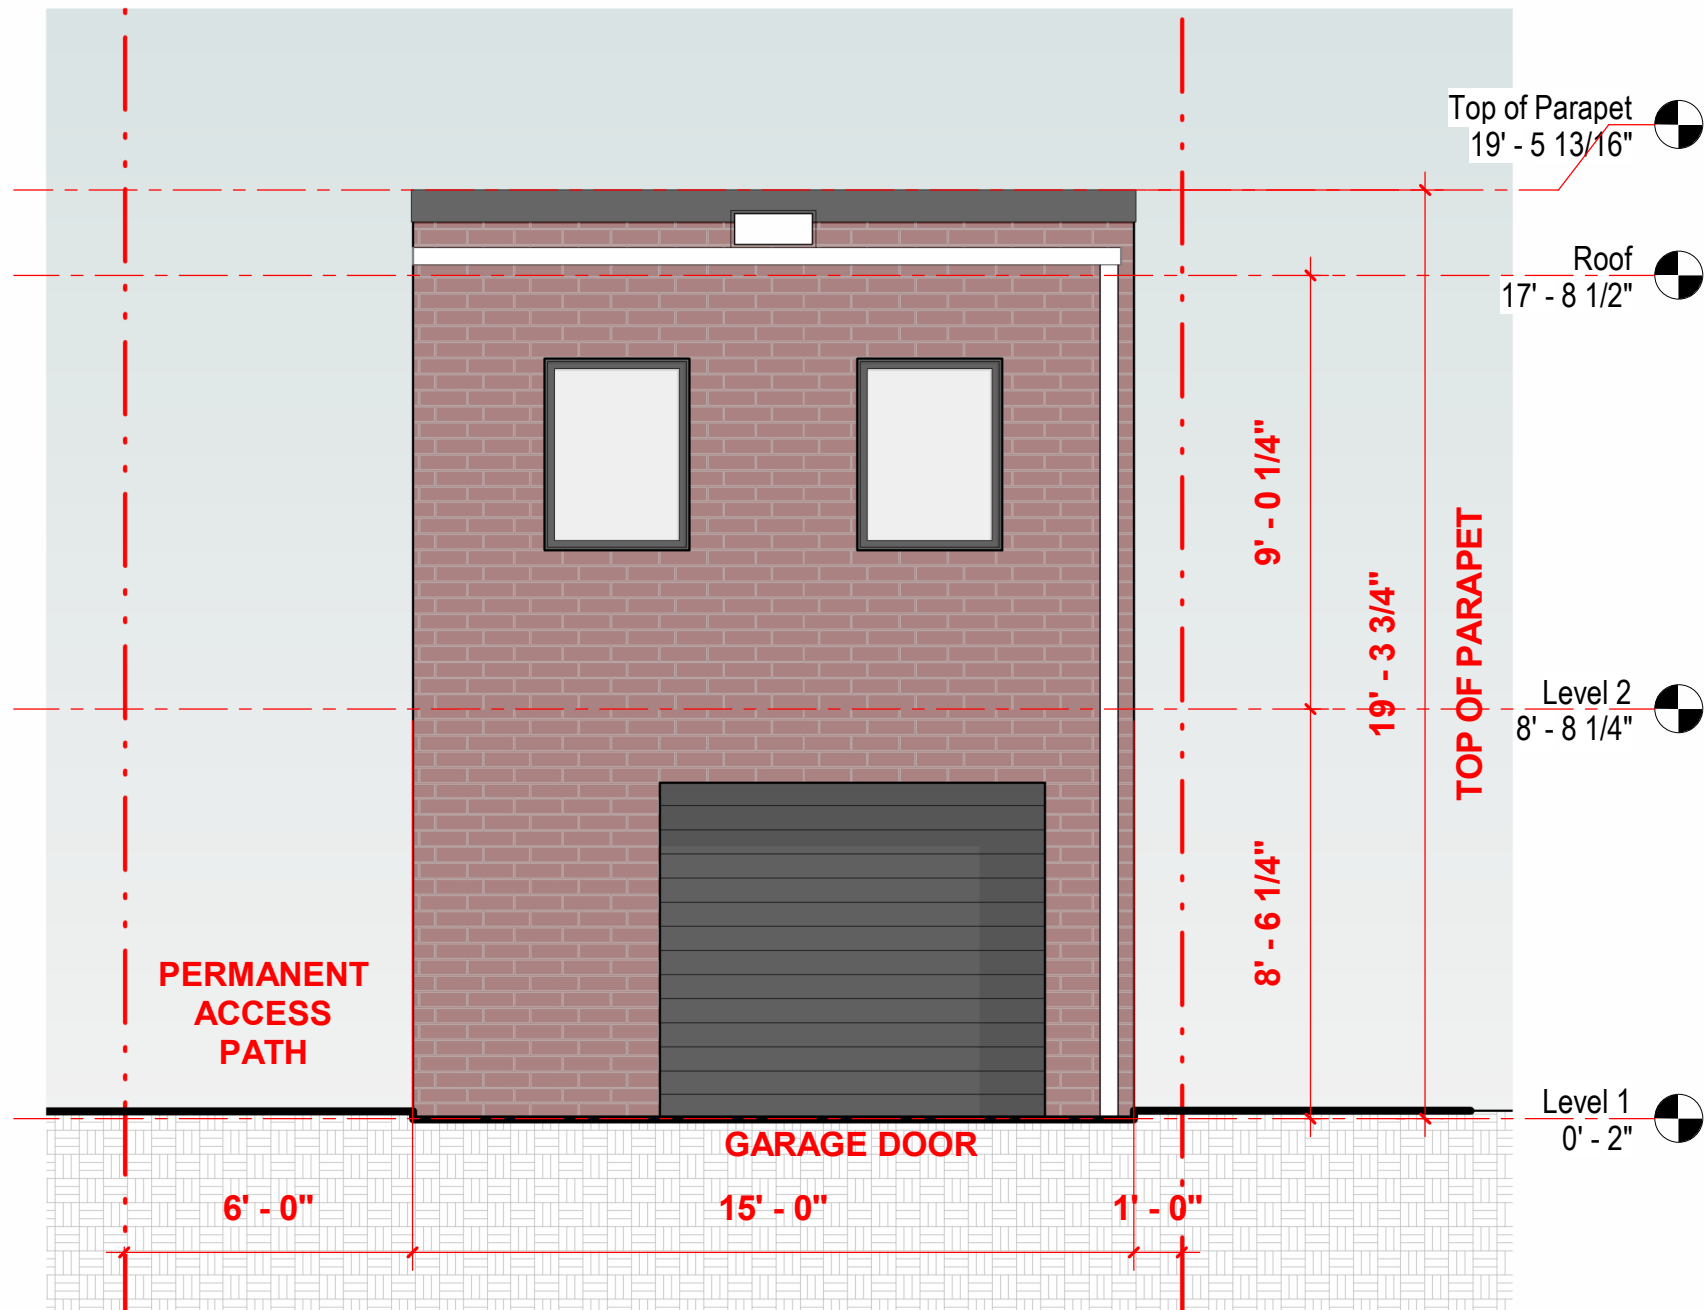 Top of Parapet
19' - 5 13/16"
Roof
17' - 8 1/2"
9' - 0 1/4"
19' - 3 3/4"
TOP OF PARAPET
Level 2
8' - 8 1/4"
8' - 6 1/4"
PERMANENT
ACCESS
PATH
Level 1
0' - 2"
GARAGE DOOR
6' - 0"
15' - 0"
1' - 0"